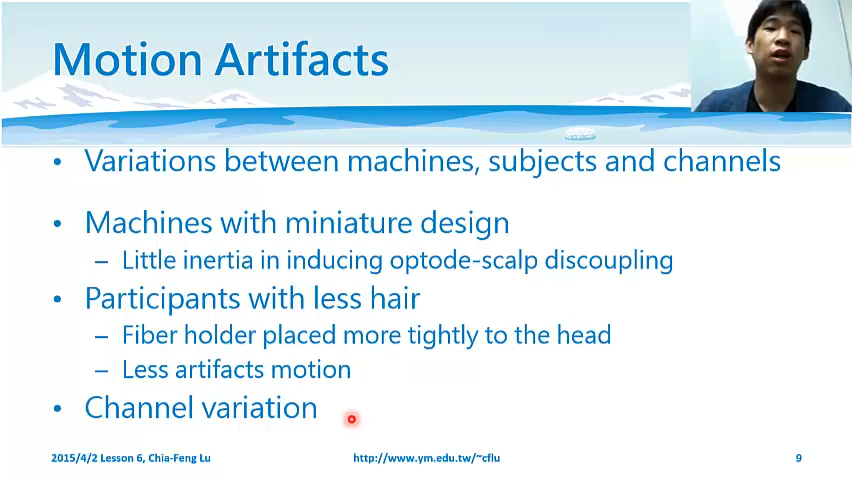 Motion Artifacts
• Variations between machines, subjects and channels
• Machines with miniature design
– Little inertia in inducing optode-scalp discoupling
• Participants with less hair
– Fiber holder placed more tightly to the head
– Less artifacts motion
• Channel variation
2015/4/2 Lesson 6, Chia-Feng Lu
http://www.ym.edu.tw/~cflu
9